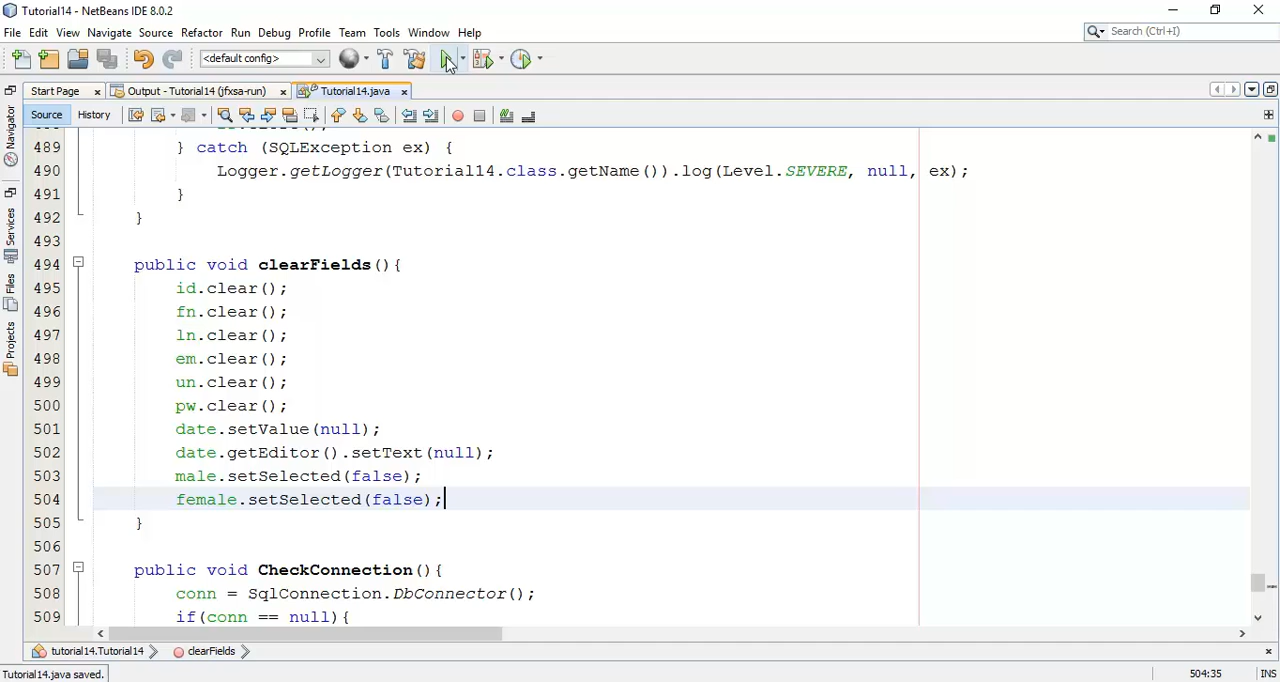 Tutorial14 - NetBeans IDE 8.0.2
File Edit View Navigate Source Refactor Run Debug Profile Team Tools Window Help
Search (Ctrl+I)
<default config>
Start Page Output - Tutorial14 (jfxsa-run) Tutorial14.java
Source History
Navigator
Services
Files
Projects
489 } catch (SQLException ex) {
490 Logger.getLogger(Tutorial14.class.getName()).log(Level.SEVERE, null, ex);
491 }
492 }
493
494 public void clearFields(){
495 id.clear();
496 fn.clear();
497 ln.clear();
498 em.clear();
499 un.clear();
500 pw.clear();
501 date.setValue(null);
502 date.getEditor().setText(null);
503 male.setSelected(false);
504 female.setSelected(false);
505 }
506
507 public void CheckConnection(){
508 conn = SqlConnection.DbConnector();
509 if(conn == null){
tutorial14.Tutorial14 clearFields
Tutorial14.java saved. 504:35 INS